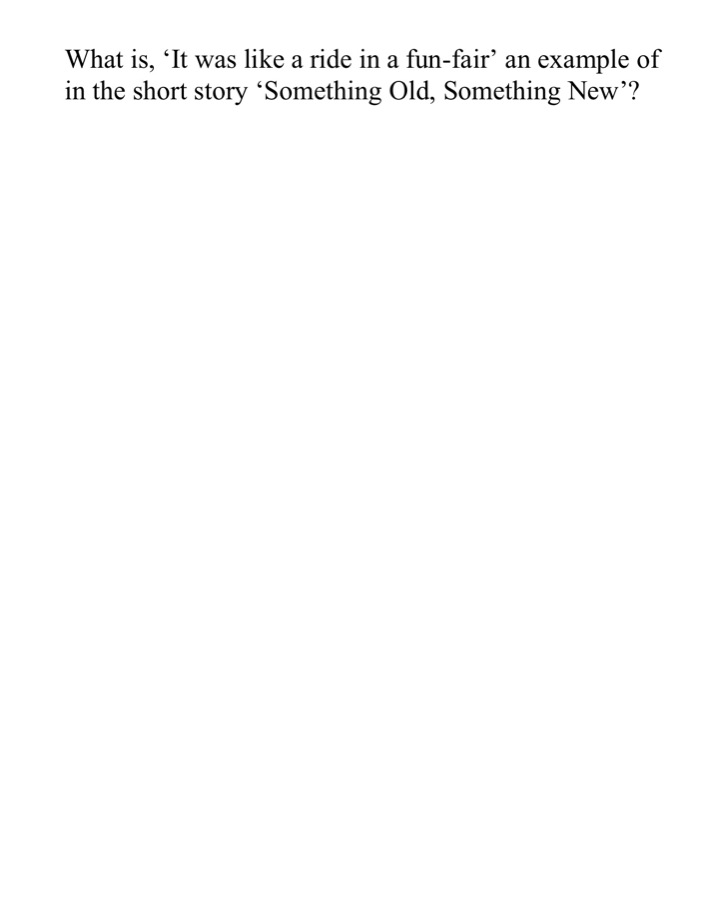 What is, ‘It was like a ride in a fun-fair’ an example of
in the short story ‘Something Old, Something New’?